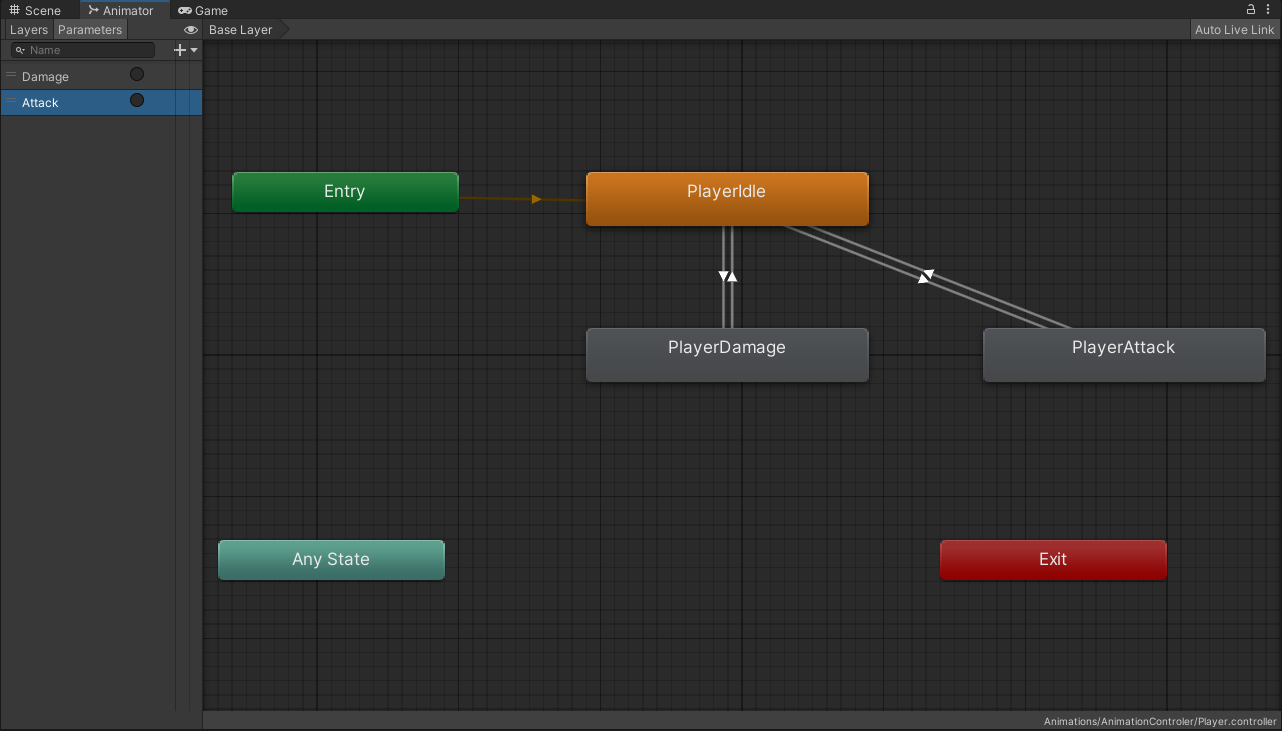 Scene Animator Game
Layers Parameters Base Layer Auto Live Link
Name
Damage
Attack
Entry PlayerIdle
PlayerDamage PlayerAttack
Any State Exit
Animations/AnimationControler/Player.controller